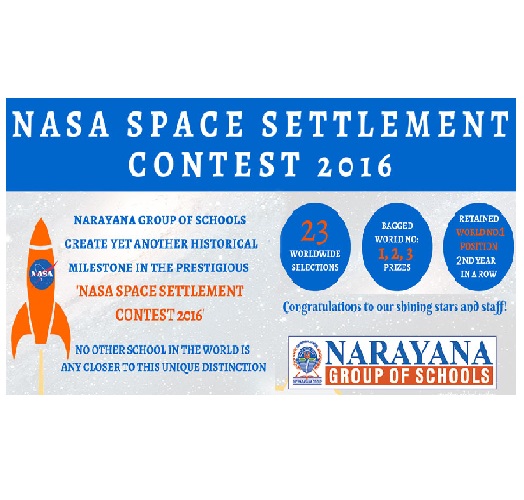 NASA SPACE SETTLEMENT
CONTEST 2016
NARAYANA GROUP OF SCHOOLS
CREATE YET ANOTHER HISTORICAL
MILESTONE IN THE PRESTIGIOUS
'NASA SPACE SETTLEMENT
CONTEST 2016'
NO OTHER SCHOOL IN THE WORLD IS
ANY CLOSER TO THIS UNIQUE DISTINCTION
NASA
23
WORLDWIDE
SELECTIONS
BAGGED
WORLD NO:
1, 2, 3
PRIZES
RETAINED
WORLD NO.1
POSITION
2ND YEAR
IN A ROW
Congratulations to our shining stars and staff!
NARAYANA
GROUP OF SCHOOLS